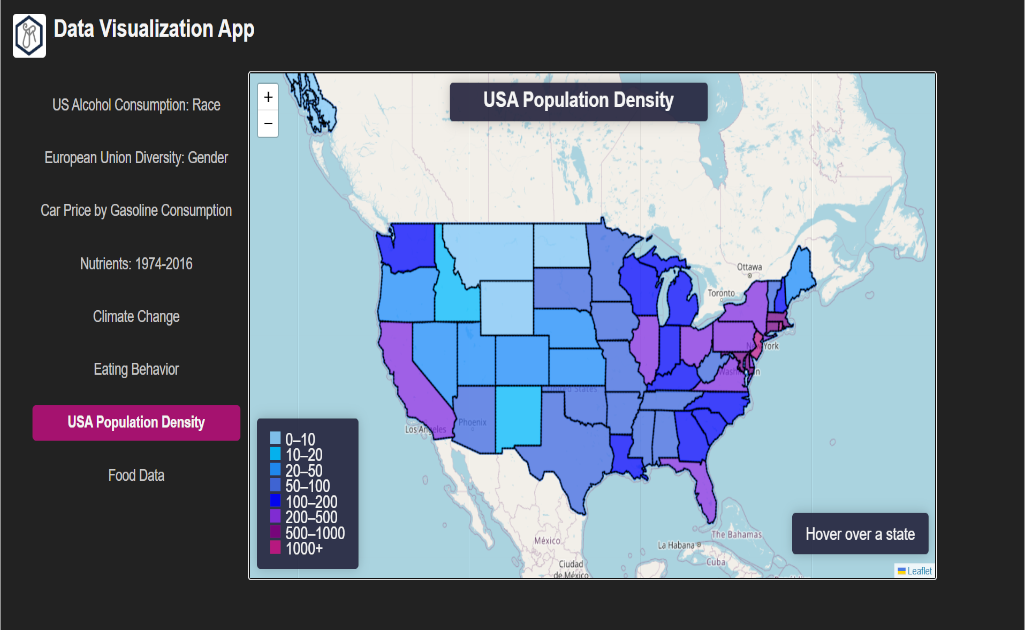 Data Visualization App
US Alcohol Consumption: Race
European Union Diversity: Gender
Car Price by Gasoline Consumption
Nutrients: 1974-2016
Climate Change
Eating Behavior
USA Population Density
Food Data
+
−
USA Population Density
Ottawa
Toronto
York
Los Angeles
Phoenix
0–10
10–20
20–50
50–100
100–200
200–500
500–1000
1000+
Hover over a state
México
Ciudad
de México
La Habana
The Bahamas
Cuba
Leaflet